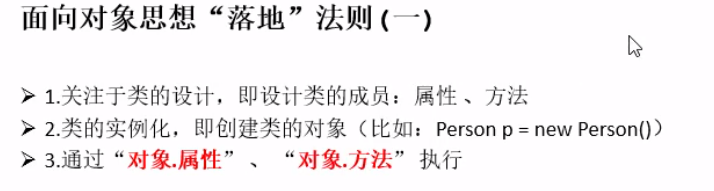 面向对象思想“落地”法则(一)
➢ 1.关注于类的设计，即设计类的成员：属性 、方法
➢ 2.类的实例化，即创建类的对象（比如：Person p = new Person()）
➢ 3.通过“对象.属性” 、 “对象.方法” 执行